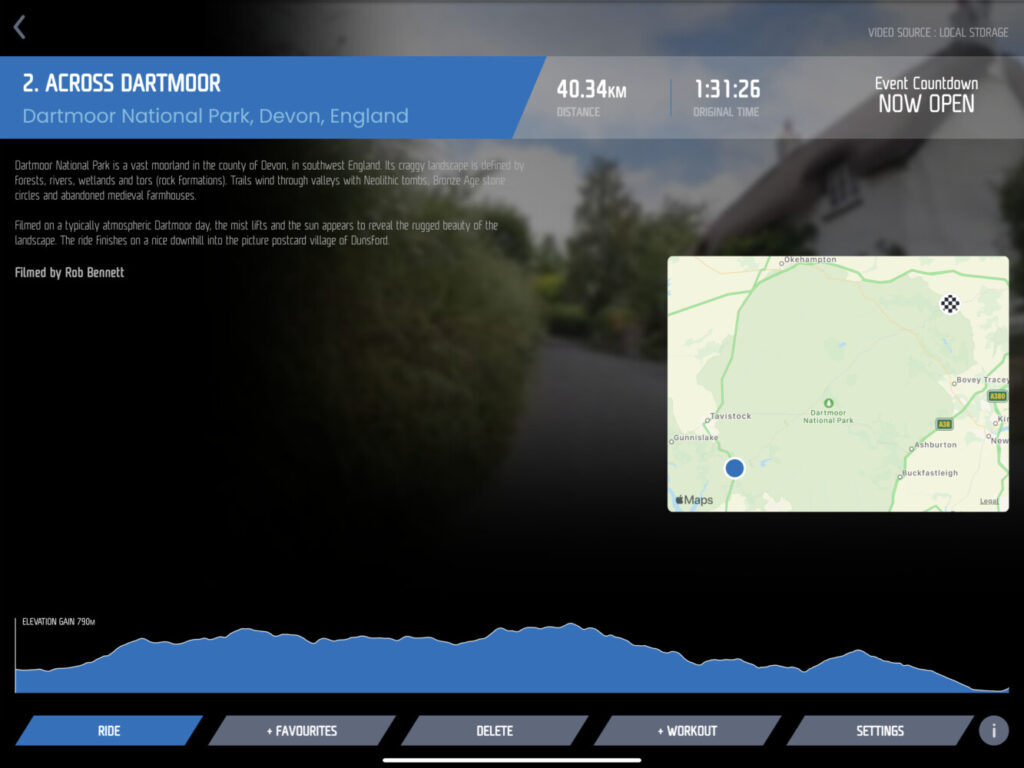 VIDEO SOURCE : LOCAL STORAGE
2. ACROSS DARTMOOR
Dartmoor National Park, Devon, England
40.34KM
DISTANCE
1:31:26
ORIGINAL TIME
Event Countdown
NOW OPEN
Dartmoor National Park is a vast moorland in the county of Devon, in southwest England. Its craggy landscape is defined by
forests, rivers, wetlands and tors (rock formations). Trails wind through valleys with Neolithic tombs, Bronze Age stone
circles and abandoned medieval farmhouses.
Filmed on a typically atmospheric Dartmoor day, the mist lifts and the sun appears to reveal the rugged beauty of the
landscape. The ride finishes on a nice downhill into the picture postcard village of Dunsford.
Filmed by Rob Bennett
Okehampton
Bovey Tracey
A380
Dartmoor
National Park
Tavistock
A38
Ki
Gunnislake
New
Ashburton
Buckfastleigh
Maps
Legal
ELEVATION GAIN 790M
RIDE
+ FAVOURITES
DELETE
+ WORKOUT
SETTINGS
i